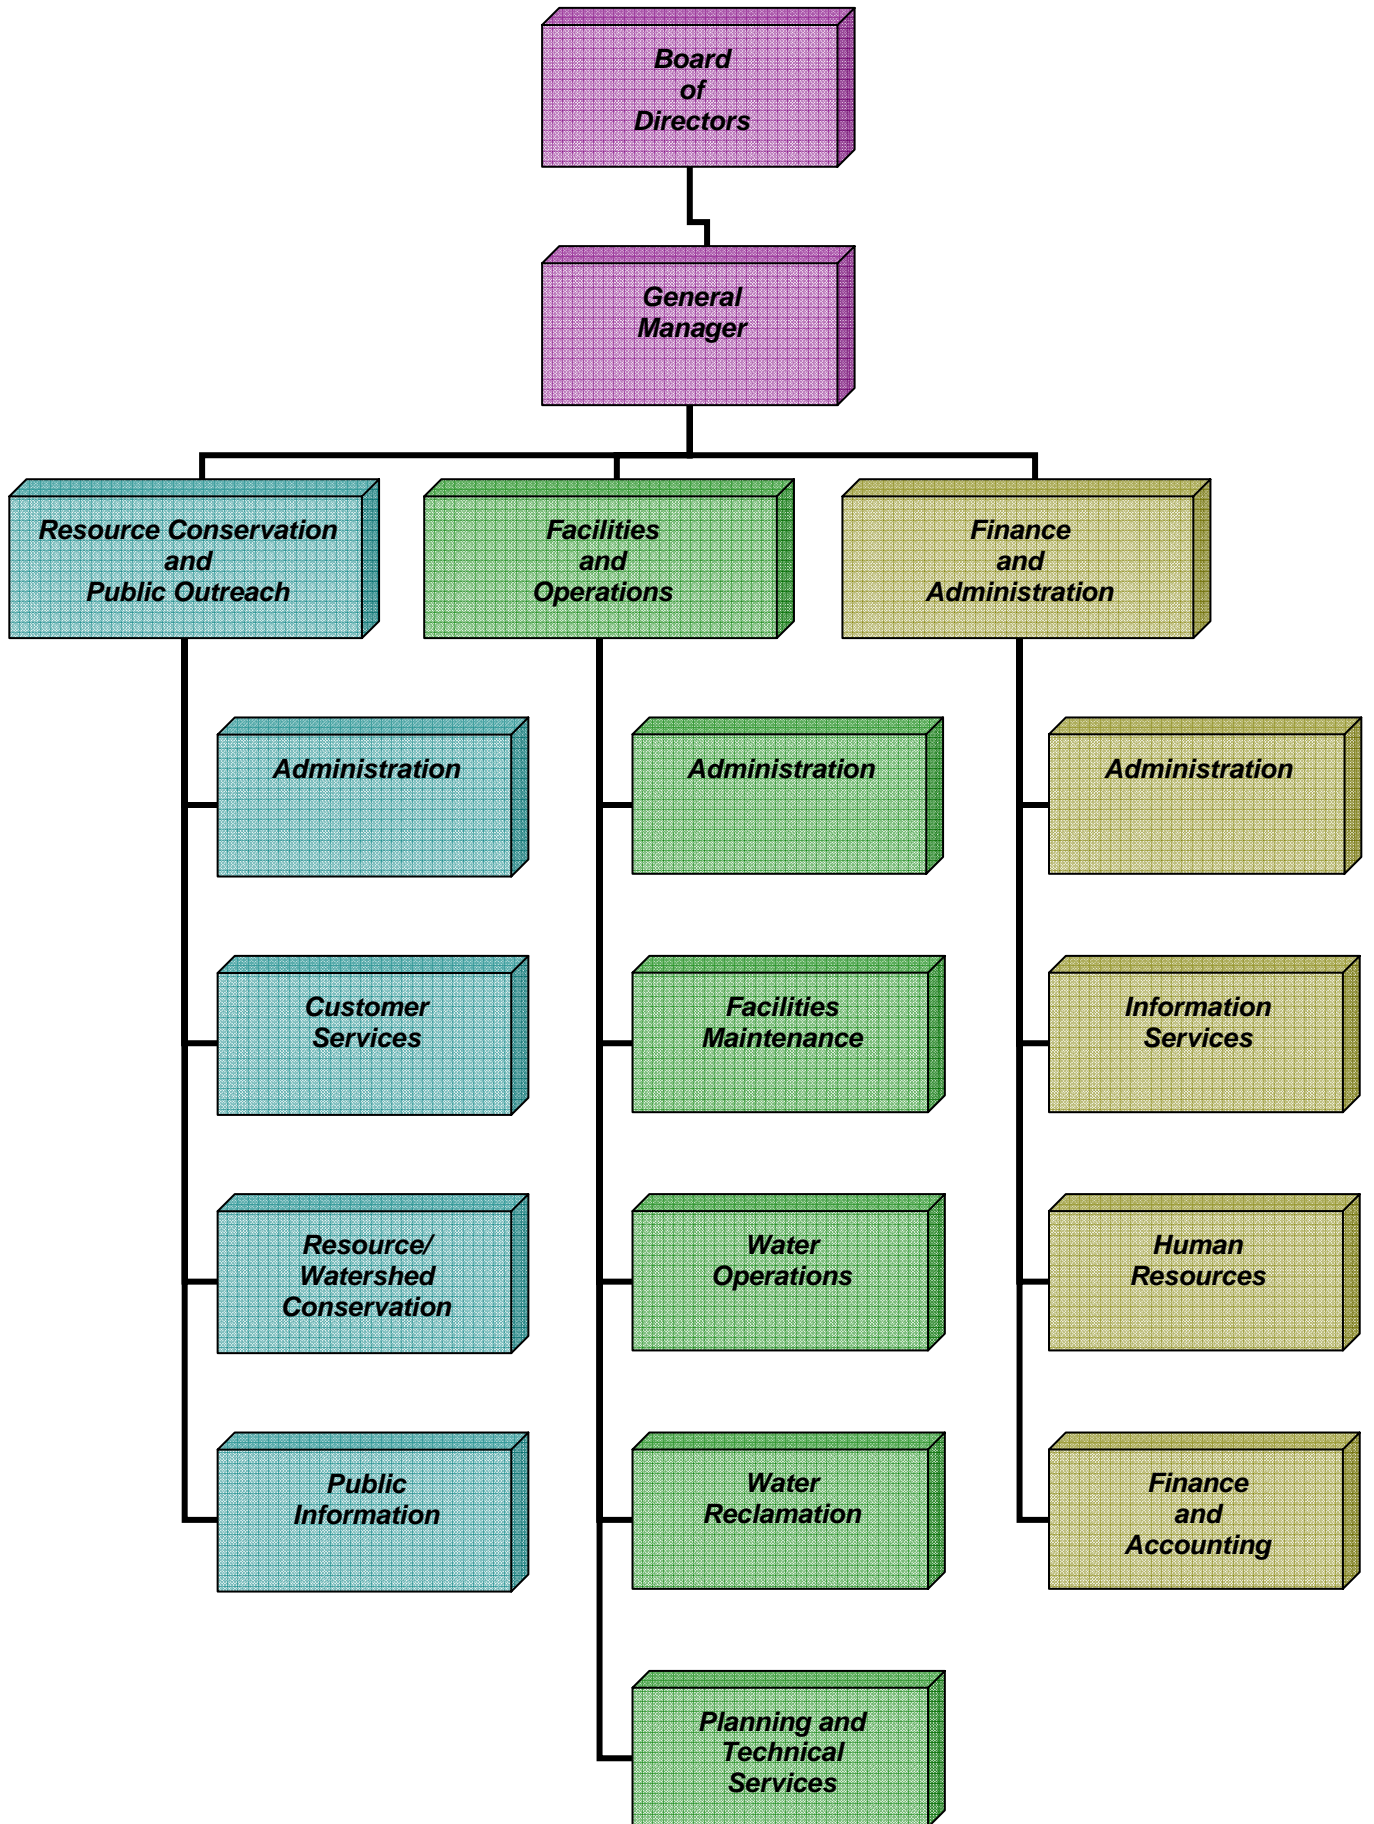 Board
of
Directors
General
Manager
Resource Conservation
and
Public Outreach
Facilities
and
Operations
Finance
and
Administration
Administration
Customer
Services
Resource/
Watershed
Conservation
Public
Information
Administration
Facilities
Maintenance
Water
Operations
Water
Reclamation
Planning and
Technical
Services
Administration
Information
Services
Human
Resources
Finance
and
Accounting